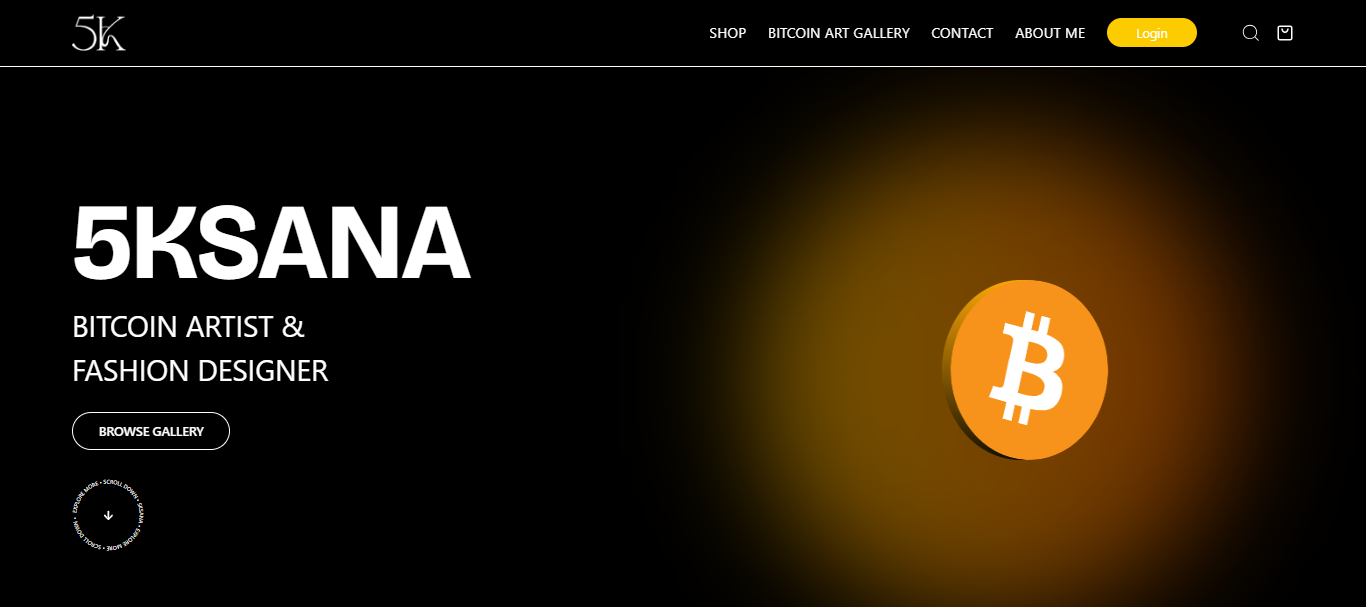 5K
SHOP
BITCOIN ART GALLERY
CONTACT
ABOUT ME
Login
5KSANA
BITCOIN ARTIST &
FASHION DESIGNER
BROWSE GALLERY
EXPLORE MORE • SCROLL DOWN • 5KSANA • EXPLORE MORE • SCROLL DOWN •